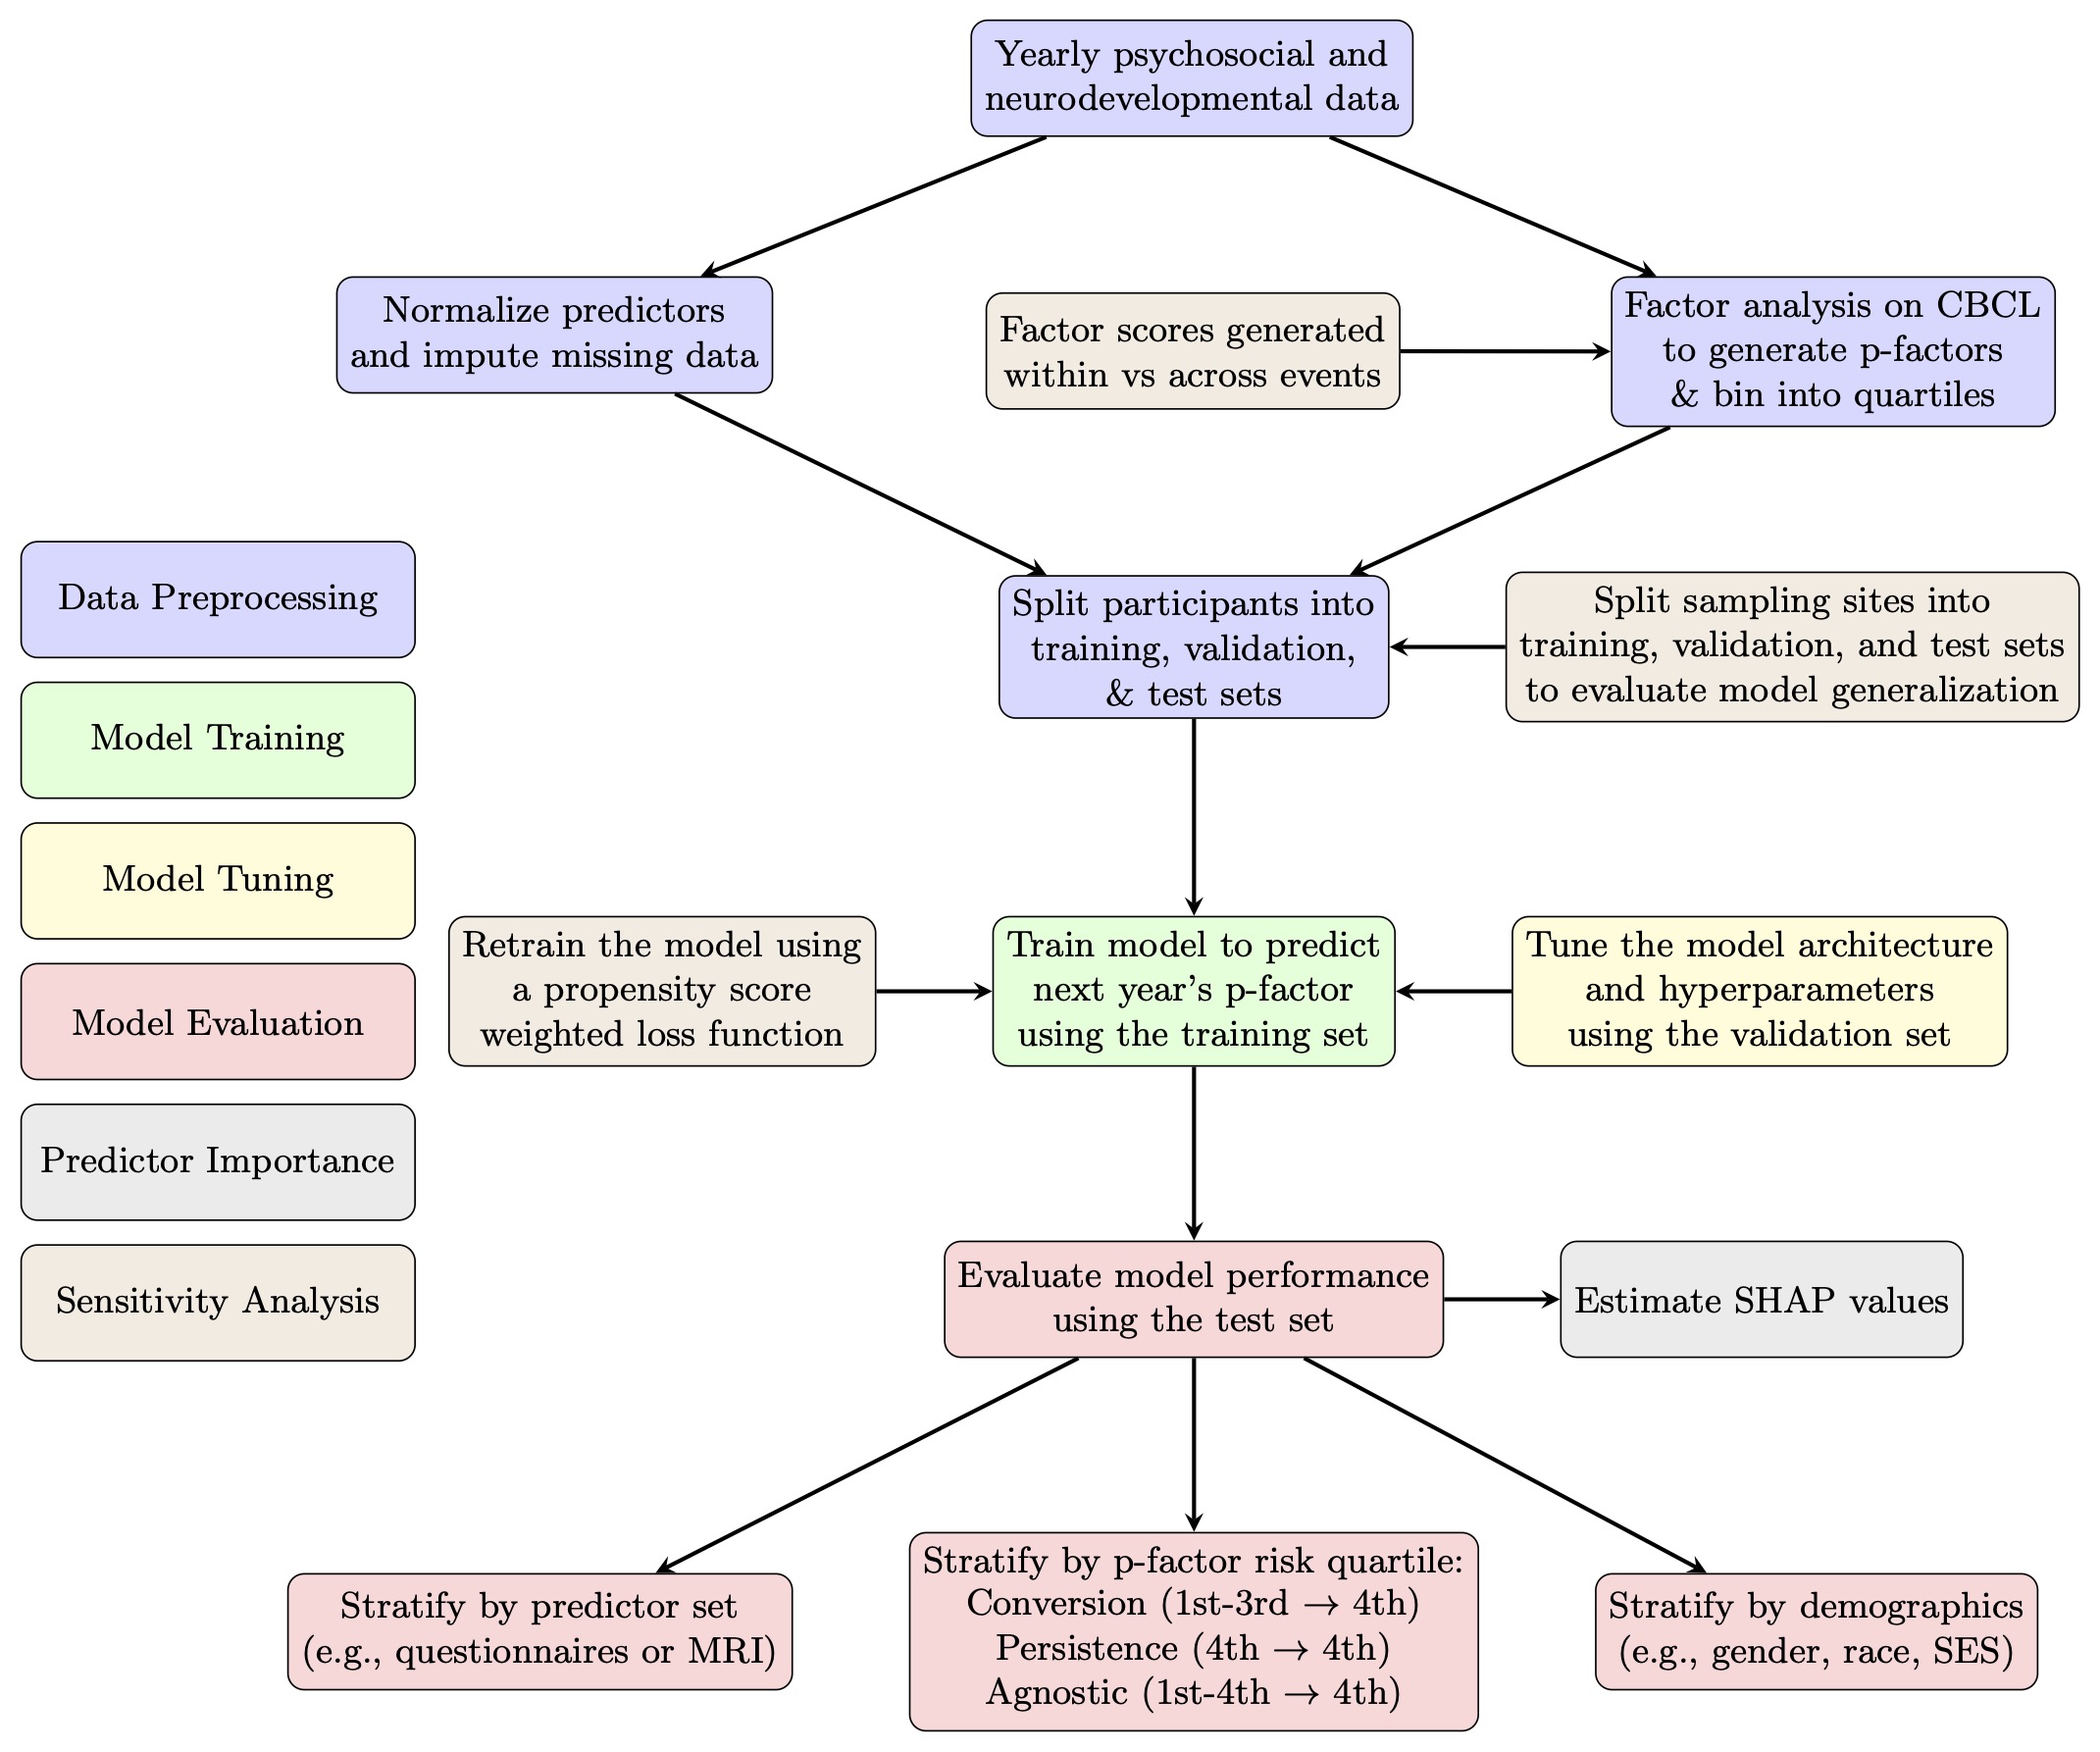 Yearly psychosocial and
neurodevelopmental data
Normalize predictors
and impute missing data
Factor scores generated
within vs across events
Factor analysis on CBCL
to generate p-factors
& bin into quartiles
Split participants into
training, validation,
& test sets
Split sampling sites into
training, validation, and test sets
to evaluate model generalization
Data Preprocessing
Model Training
Model Tuning
Model Evaluation
Predictor Importance
Sensitivity Analysis
Retrain the model using
a propensity score
weighted loss function
Train model to predict
next year's p-factor
using the training set
Tune the model architecture
and hyperparameters
using the validation set
Evaluate model performance
using the test set
Estimate SHAP values
Stratify by predictor set
(e.g., questionnaires or MRI)
Stratify by p-factor risk quartile:
Conversion (1st-3rd → 4th)
Persistence (4th → 4th)
Agnostic (1st-4th → 4th)
Stratify by demographics
(e.g., gender, race, SES)